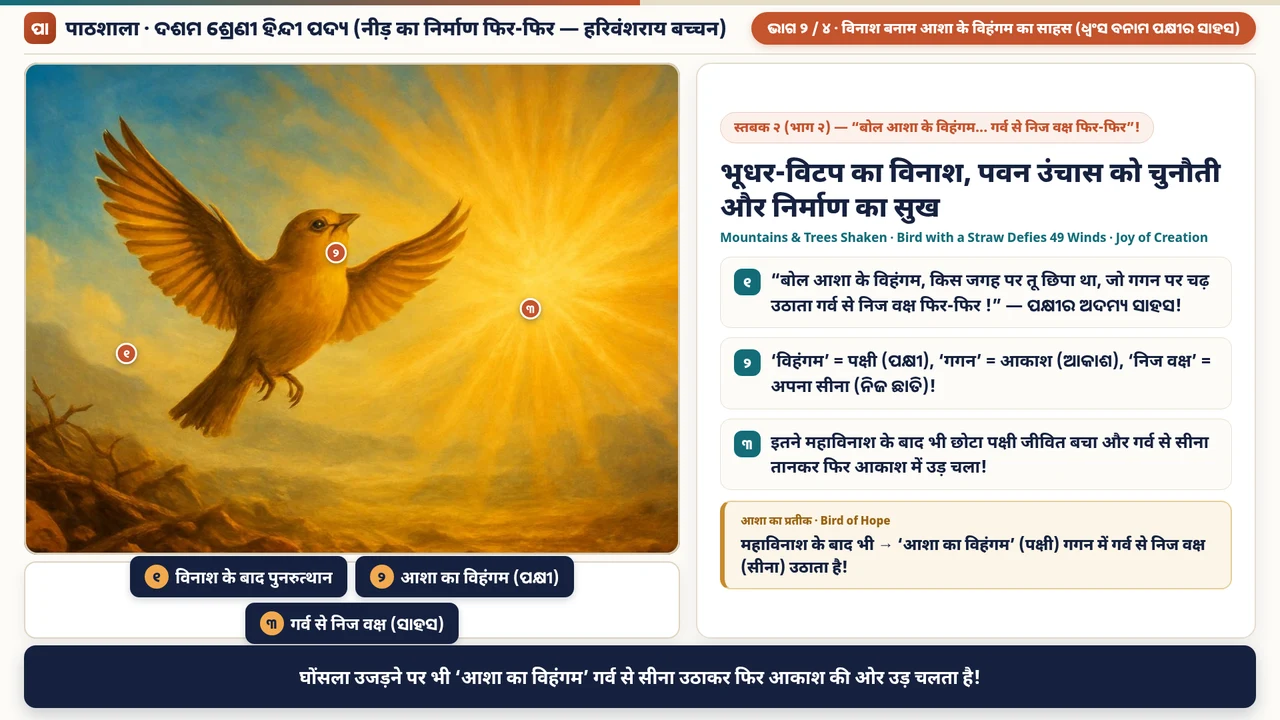 ପା पाठशाला · ଦଶମ ଶ୍ରେଣୀ ହିନ୍ଦୀ ପଦ୍ୟ (नीड़ का निर्माण फिर-फिर — हरिवंशराय बच्चन)
ଭାଗ ୨ / ୪ · विनाश बनाम आशा के विहंगम का साहस (ଧ୍ୱଂସ ବନାମ ପକ୍ଷୀର ସାହସ)
स्तबक २ (भाग २) — “बोल आशा के विहंगम... गर्व से निज वक्ष फिर-फिर”!
भूधर-विटप का विनाश, पवन उंचास को चुनौती
और निर्माण का सुख
Mountains & Trees Shaken · Bird with a Straw Defies 49 Winds · Joy of Creation
୧ “बोल आशा के विहंगम, किस जगह पर तू छिपा था, जो गगन पर चढ़
उठाता गर्व से निज वक्ष फिर-फिर !” — ପକ୍ଷୀର ଅଦମ୍ୟ ସାହସ!
୨ ‘विहंगम’ = पक्षी (ପକ୍ଷୀ), ‘गगन’ = आकाश (ଆକାଶ), ‘निज वक्ष’ =
अपना सीना (ନିଜ ଛାତି)!
୩ इतने महाविनाश के बाद भी छोटा पक्षी जीवित बचा और गर्व से सीना
तानकर फिर आकाश में उड़ चला!
आशा का प्रतीक · Bird of Hope
महाविनाश के बाद भी → ‘आशा का विहंगम’ (पक्षी) गगन में गर्व से निज वक्ष
(सीना) उठाता है!
୨
୩
୧
୧ विनाश के बाद पुनरुत्थान
୨ आशा का विहंगम (ପକ୍ଷୀ)
୩ गर्व से निज वक्ष (ସାହସ)
घोंसला उजड़ने पर भी ‘आशा का विहंगम’ गर्व से सीना उठाकर फिर आकाश की ओर उड़ चलता है!